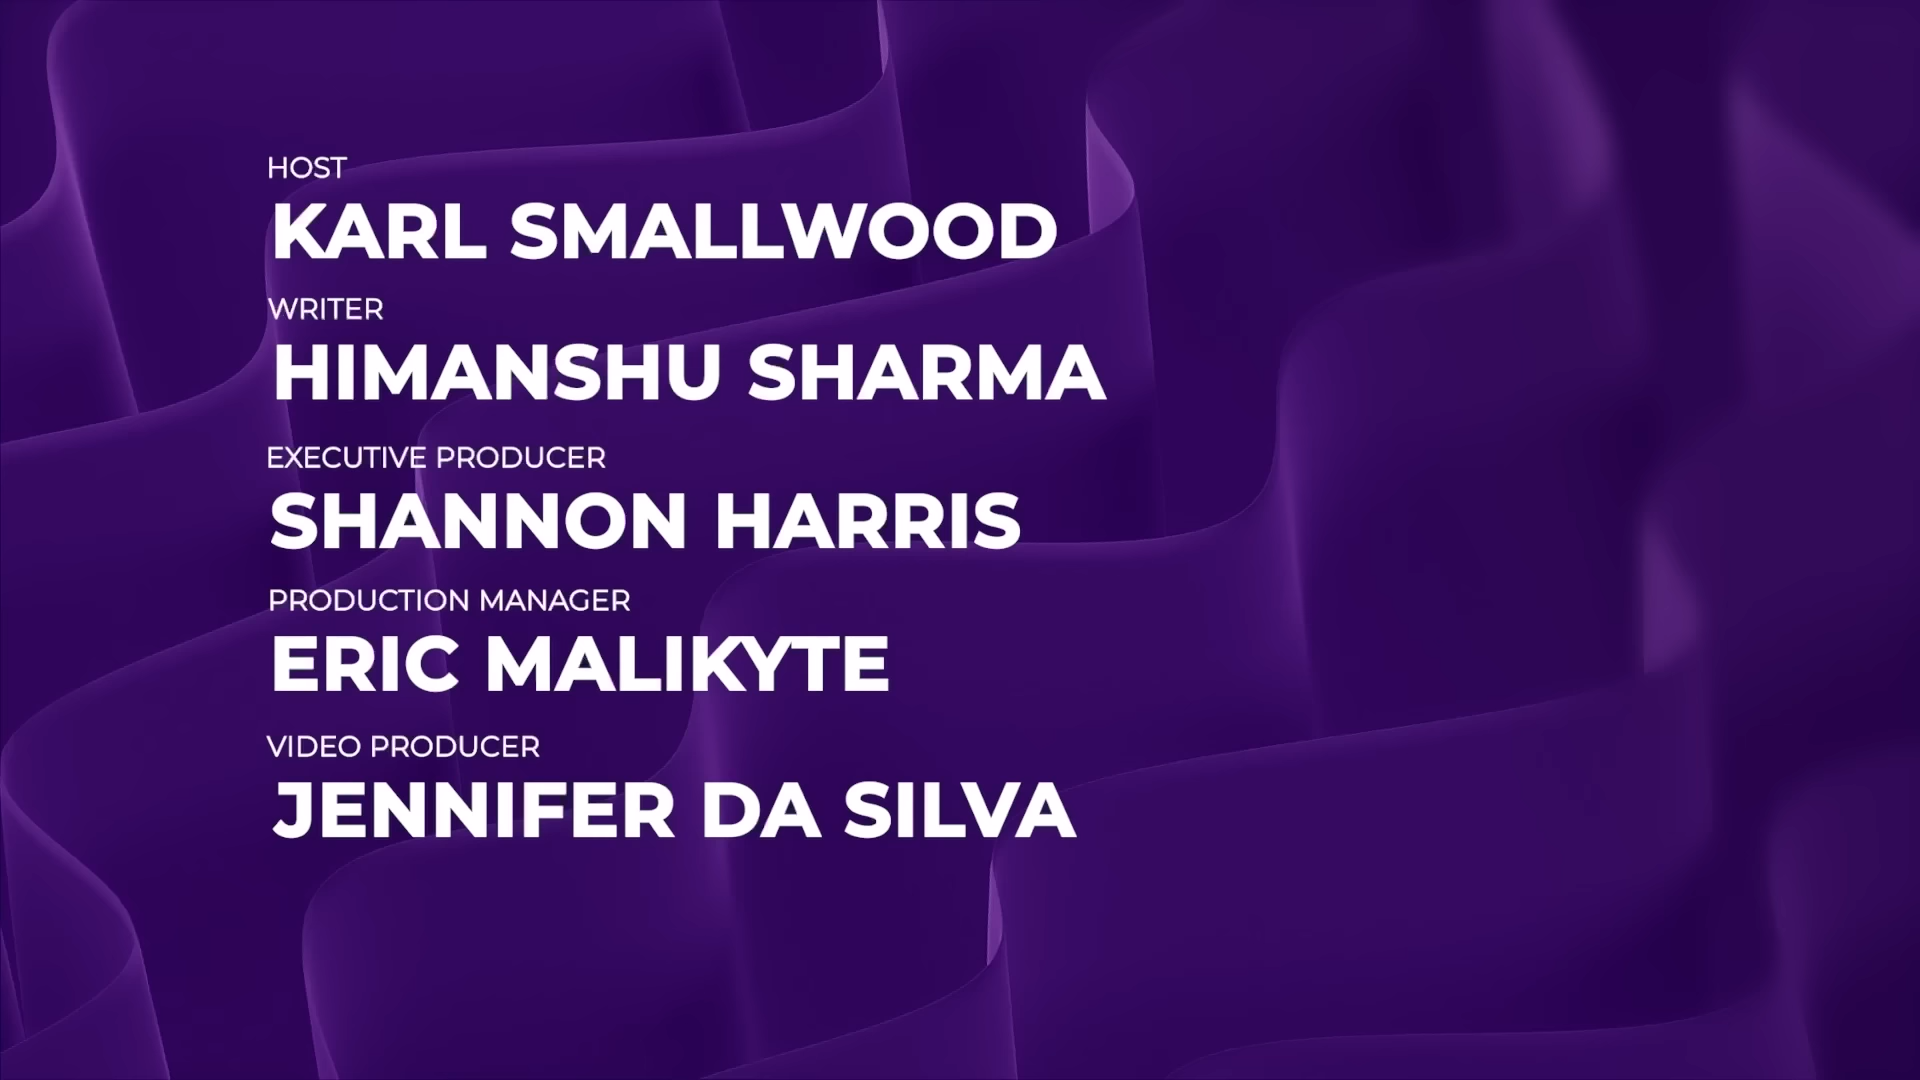 HOST
KARL SMALLWOOD
WRITER
HIMANSHU SHARMA
EXECUTIVE PRODUCER
SHANNON HARRIS
PRODUCTION MANAGER
ERIC MALIKYTE
VIDEO PRODUCER
JENNIFER DA SILVA